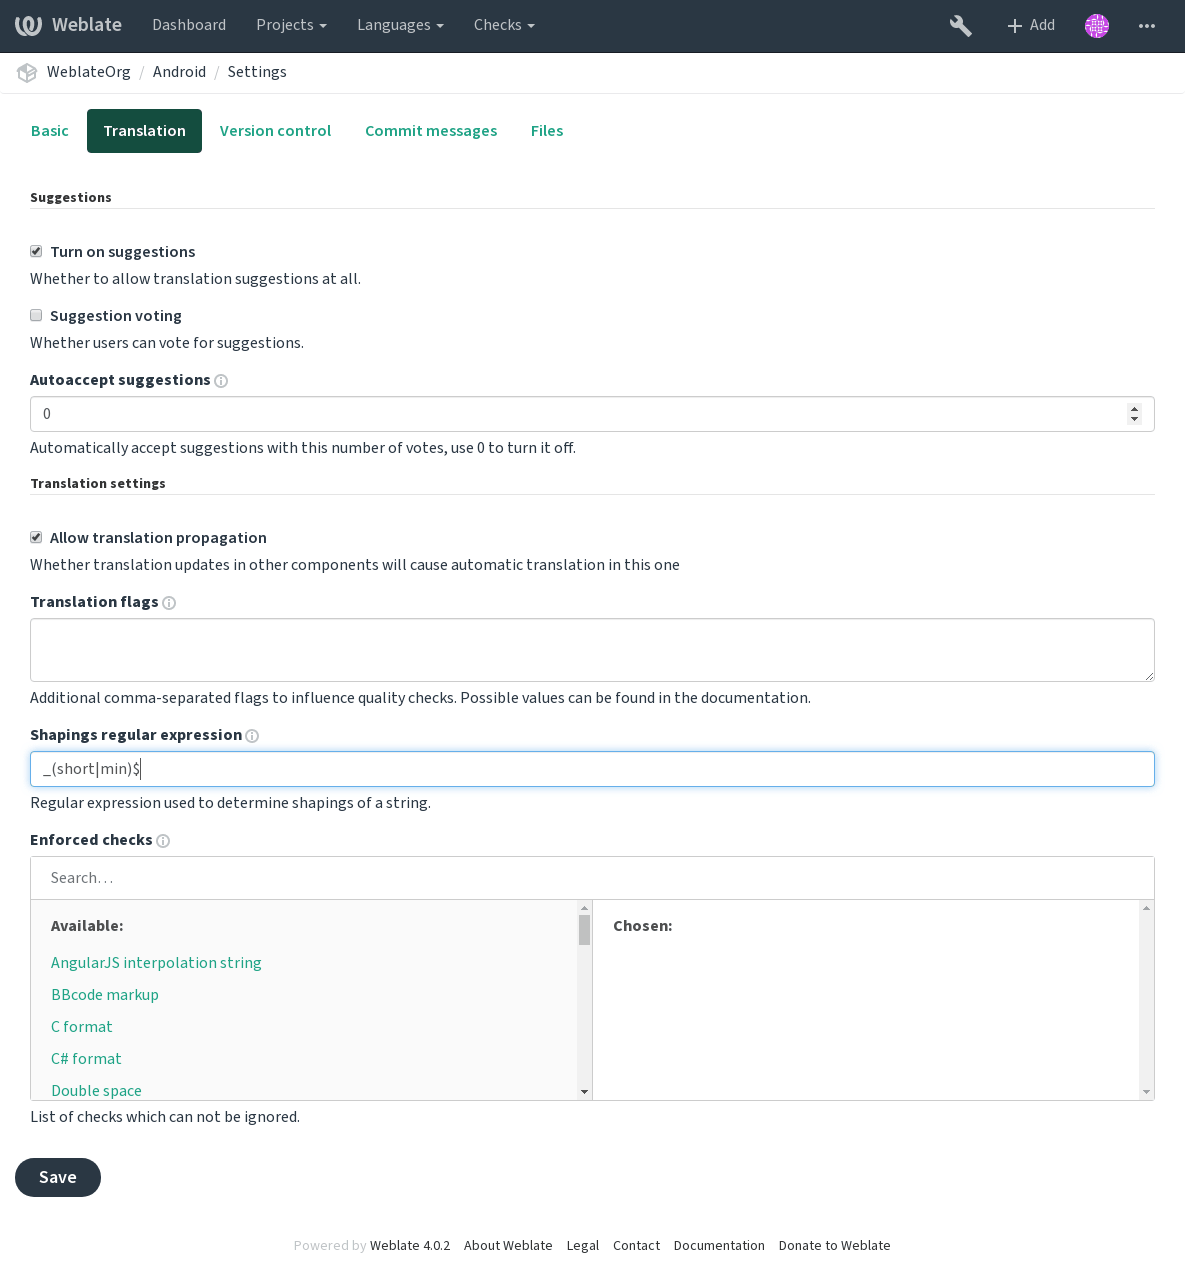 Weblate Dashboard Projects Languages Checks Add
WeblateOrg / Android / Settings
Basic Translation Version control Commit messages Files
Suggestions
Turn on suggestions
Whether to allow translation suggestions at all.
Suggestion voting
Whether users can vote for suggestions.
Autoaccept suggestions
0
Automatically accept suggestions with this number of votes, use 0 to turn it off.
Translation settings
Allow translation propagation
Whether translation updates in other components will cause automatic translation in this one
Translation flags
Additional comma-separated flags to influence quality checks. Possible values can be found in the documentation.
Shapings regular expression
_(short|min)$
Regular expression used to determine shapings of a string.
Enforced checks
Search…
Available: Chosen:
AngularJS interpolation string
BBcode markup
C format
C# format
Double space
List of checks which can not be ignored.
Save
Powered by Weblate 4.0.2 About Weblate Legal Contact Documentation Donate to Weblate